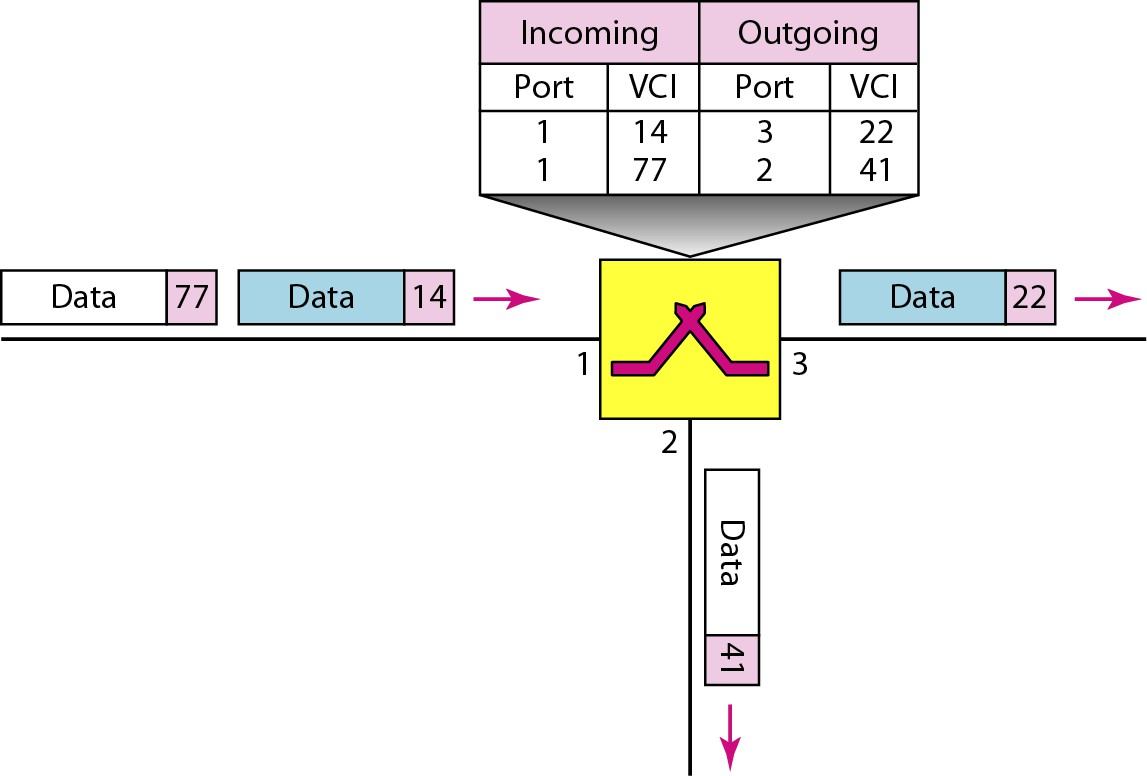 Incoming Outgoing
Port VCI Port VCI
1 14 3 22
1 77 2 41
Data 77 Data 14 Data 22
1 3
2
Data 41